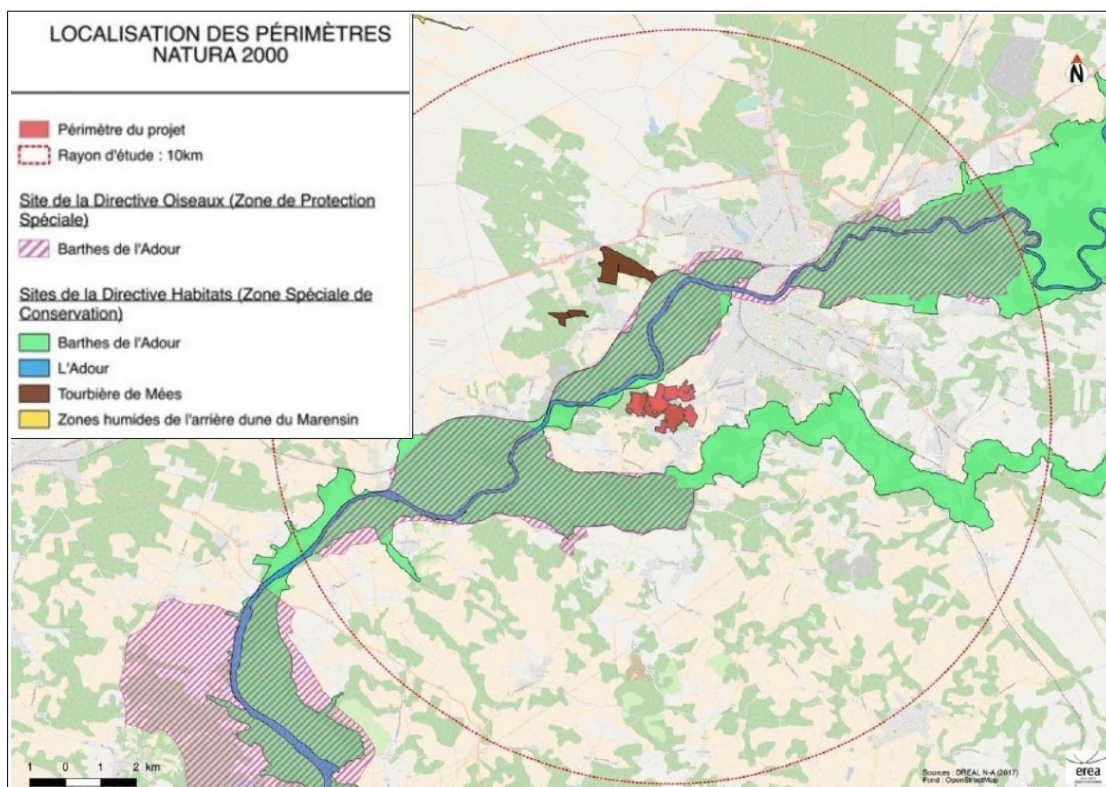 LOCALISATION DES PÉRIMÈTRES
NATURA 2000
Périmètre du projet
Rayon d'étude : 10km
Site de la Directive Oiseaux (Zone de Protection
Spéciale)
Barthes de l'Adour
Sites de la Directive Habitats (Zone Spéciale de
Conservation)
Barthes de l'Adour
L'Adour
Tourbière de Mées
Zones humides de l'arrière dune du Marensin
N
1 0 1 2 km
Sources : DREAL N-A (2017)
Fond : OpenStreetMap
erea